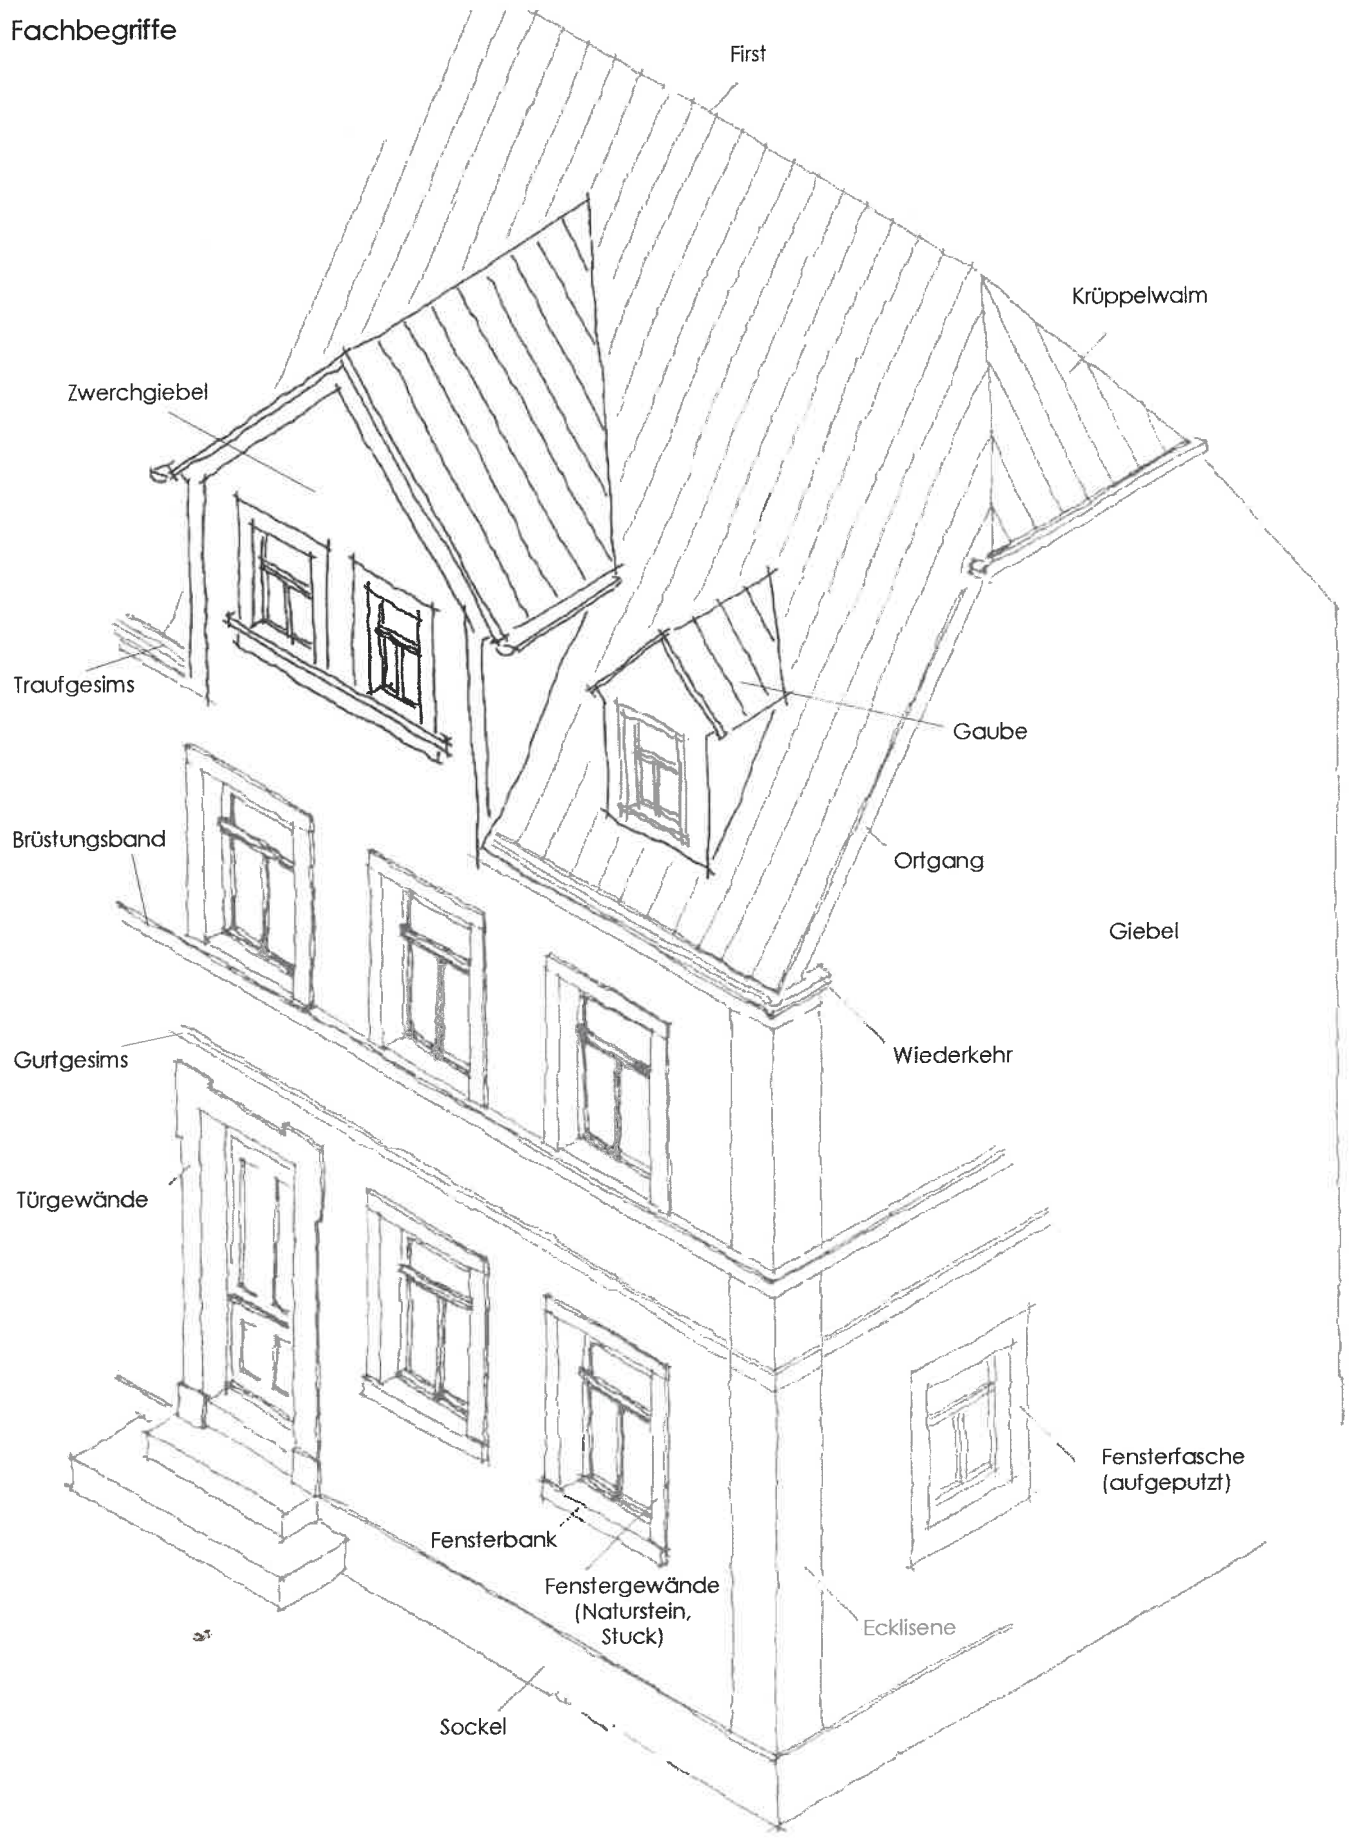 Fachbegriffe
First
Krüppelwalm
Zwerchgiebel
Traufgesims
Gaube
Brüstungsband
Ortgang
Giebel
Gurtgesims
Wiederkehr
Türgewände
Fensterfasche
(aufgeputzt)
Fensterbank
Fenstergewände
(Naturstein,
Stuck)
Ecklisene
Sockel